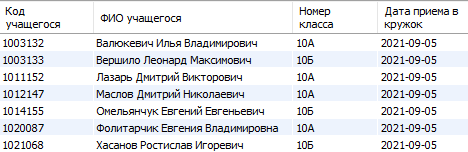 Код учащегося ФИО учащегося Номер класса Дата приема в кружок
1003132 Валюкевич Илья Владимирович 10А 2021-09-05
1003133 Вершило Леонард Максимович 10Б 2021-09-05
1011152 Лазарь Дмитрий Викторович 10А 2021-09-05
1012147 Маслов Дмитрий Николаевич 10А 2021-09-05
1014155 Омельянчук Евгений Евгеньевич 10Б 2021-09-05
1020087 Фолитарчик Евгения Владимировна 10А 2021-09-05
1021068 Хасанов Ростислав Игоревич 10Б 2021-09-05